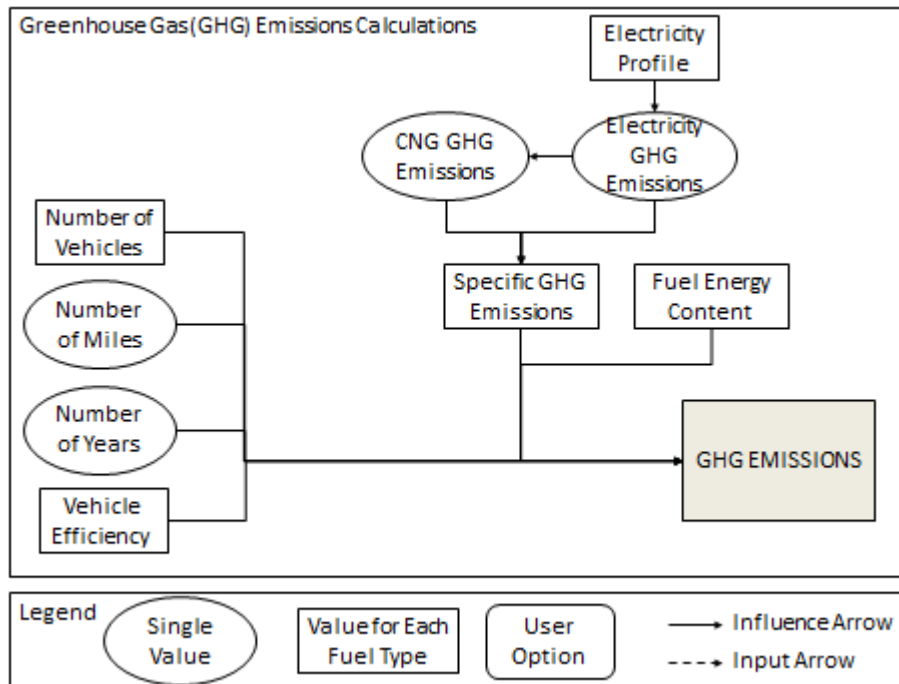 Greenhouse Gas(GHG) Emissions Calculations
Electricity
Profile
CNG GHG
Emissions
Electricity
GHG
Emissions
Number of
Vehicles
Specific GHG
Emissions
Fuel Energy
Content
Number
of Miles
Number
of Years
GHG EMISSIONS
Vehicle
Efficiency
Legend
Single
Value
Value for Each
Fuel Type
User
Option
Influence Arrow
Input Arrow